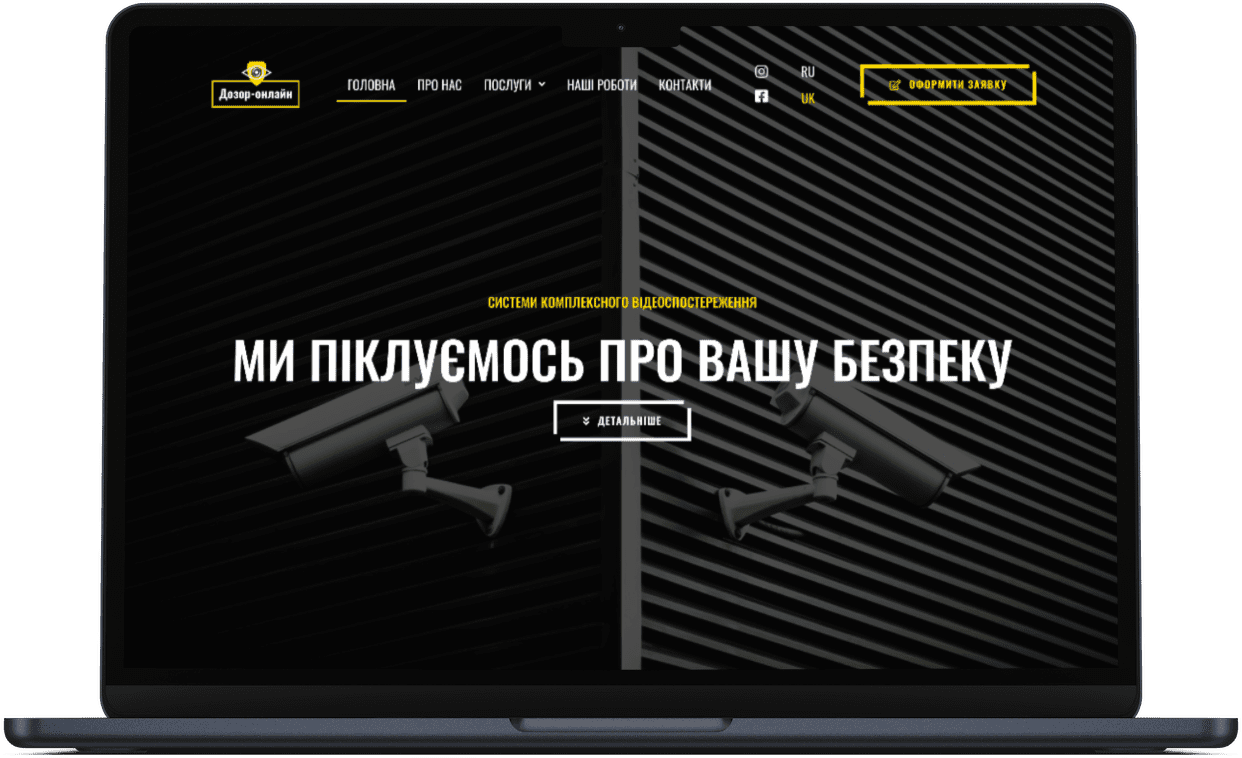 Дозор-онлайн
ГОЛОВНА ПРО НАС ПОСЛУГИ НАШІ РОБОТИ КОНТАКТИ
RU
UK
ОФОРМИТИ ЗАЯВКУ
СИСТЕМИ КОМПЛЕКСНОГО ВІДЕОСПОСТЕРЕЖЕННЯ
МИ ПІКЛУЄМОСЬ ПРО ВАШУ БЕЗПЕКУ
ДЕТАЛЬНІШЕ